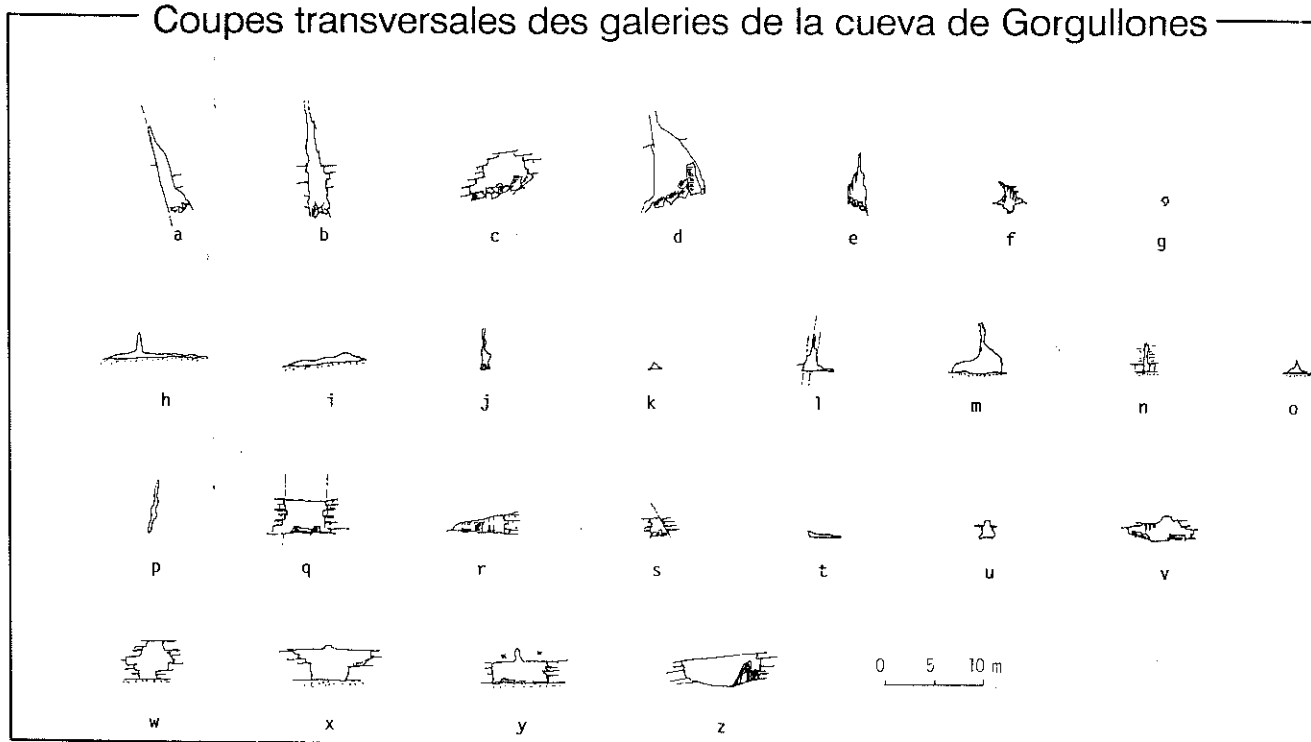 Coupes transversales des galeries de la cueva de Gorgullones
a b c d e f g
h i j k l m n o
p q r s t u v
0 5 10 m
w x y z